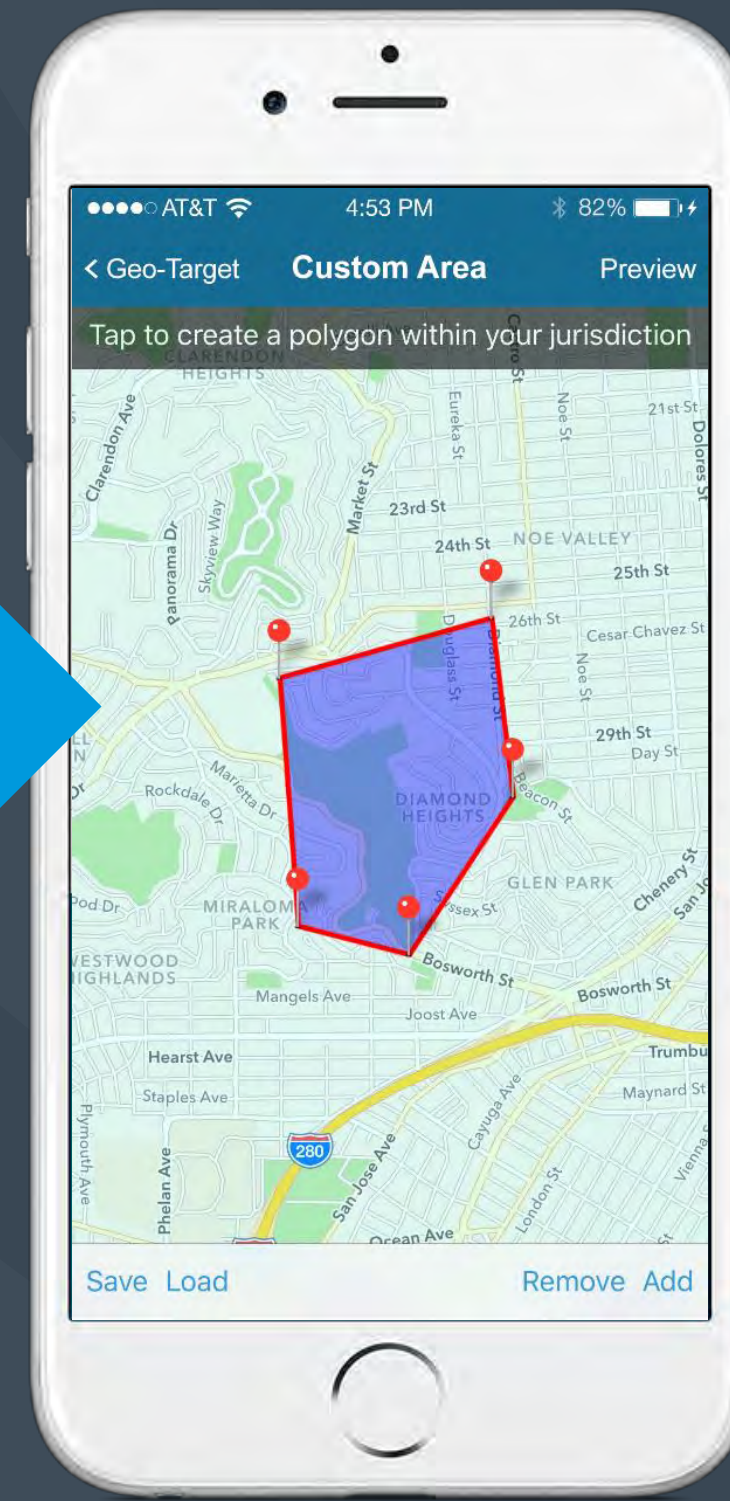 AT&T 4:53 PM 82%
< Geo-Target Custom Area Preview
Tap to create a polygon within your jurisdiction
CLARENDON
HEIGHTS
Clarendon Ave
Eureka St
Noe St
21st St
Dolores St
Market St
Panorama Dr
Skyview Way
23rd St
24th St
NOE VALLEY
25th St
26th St
Cesar Chavez St
Douglass St
Diamond St
Noe St
29th St
Day St
Marietta Dr
Rockdale Dr
DIAMOND
HEIGHTS
Beacon St
GLEN PARK
Chenery St
San Jo
Pod Dr
MIRALOMA
PARK
ssex St
WESTWOOD
HIGHLANDS
Bosworth St
Mangels Ave
Joost Ave
Bosworth St
Hearst Ave
Trumbu
Staples Ave
Maynard St
Plymouth Ave
Cayuga Ave
280
Phelan Ave
San Jose Ave
London St
Vienna
Ocean Ave
Save Load Remove Add